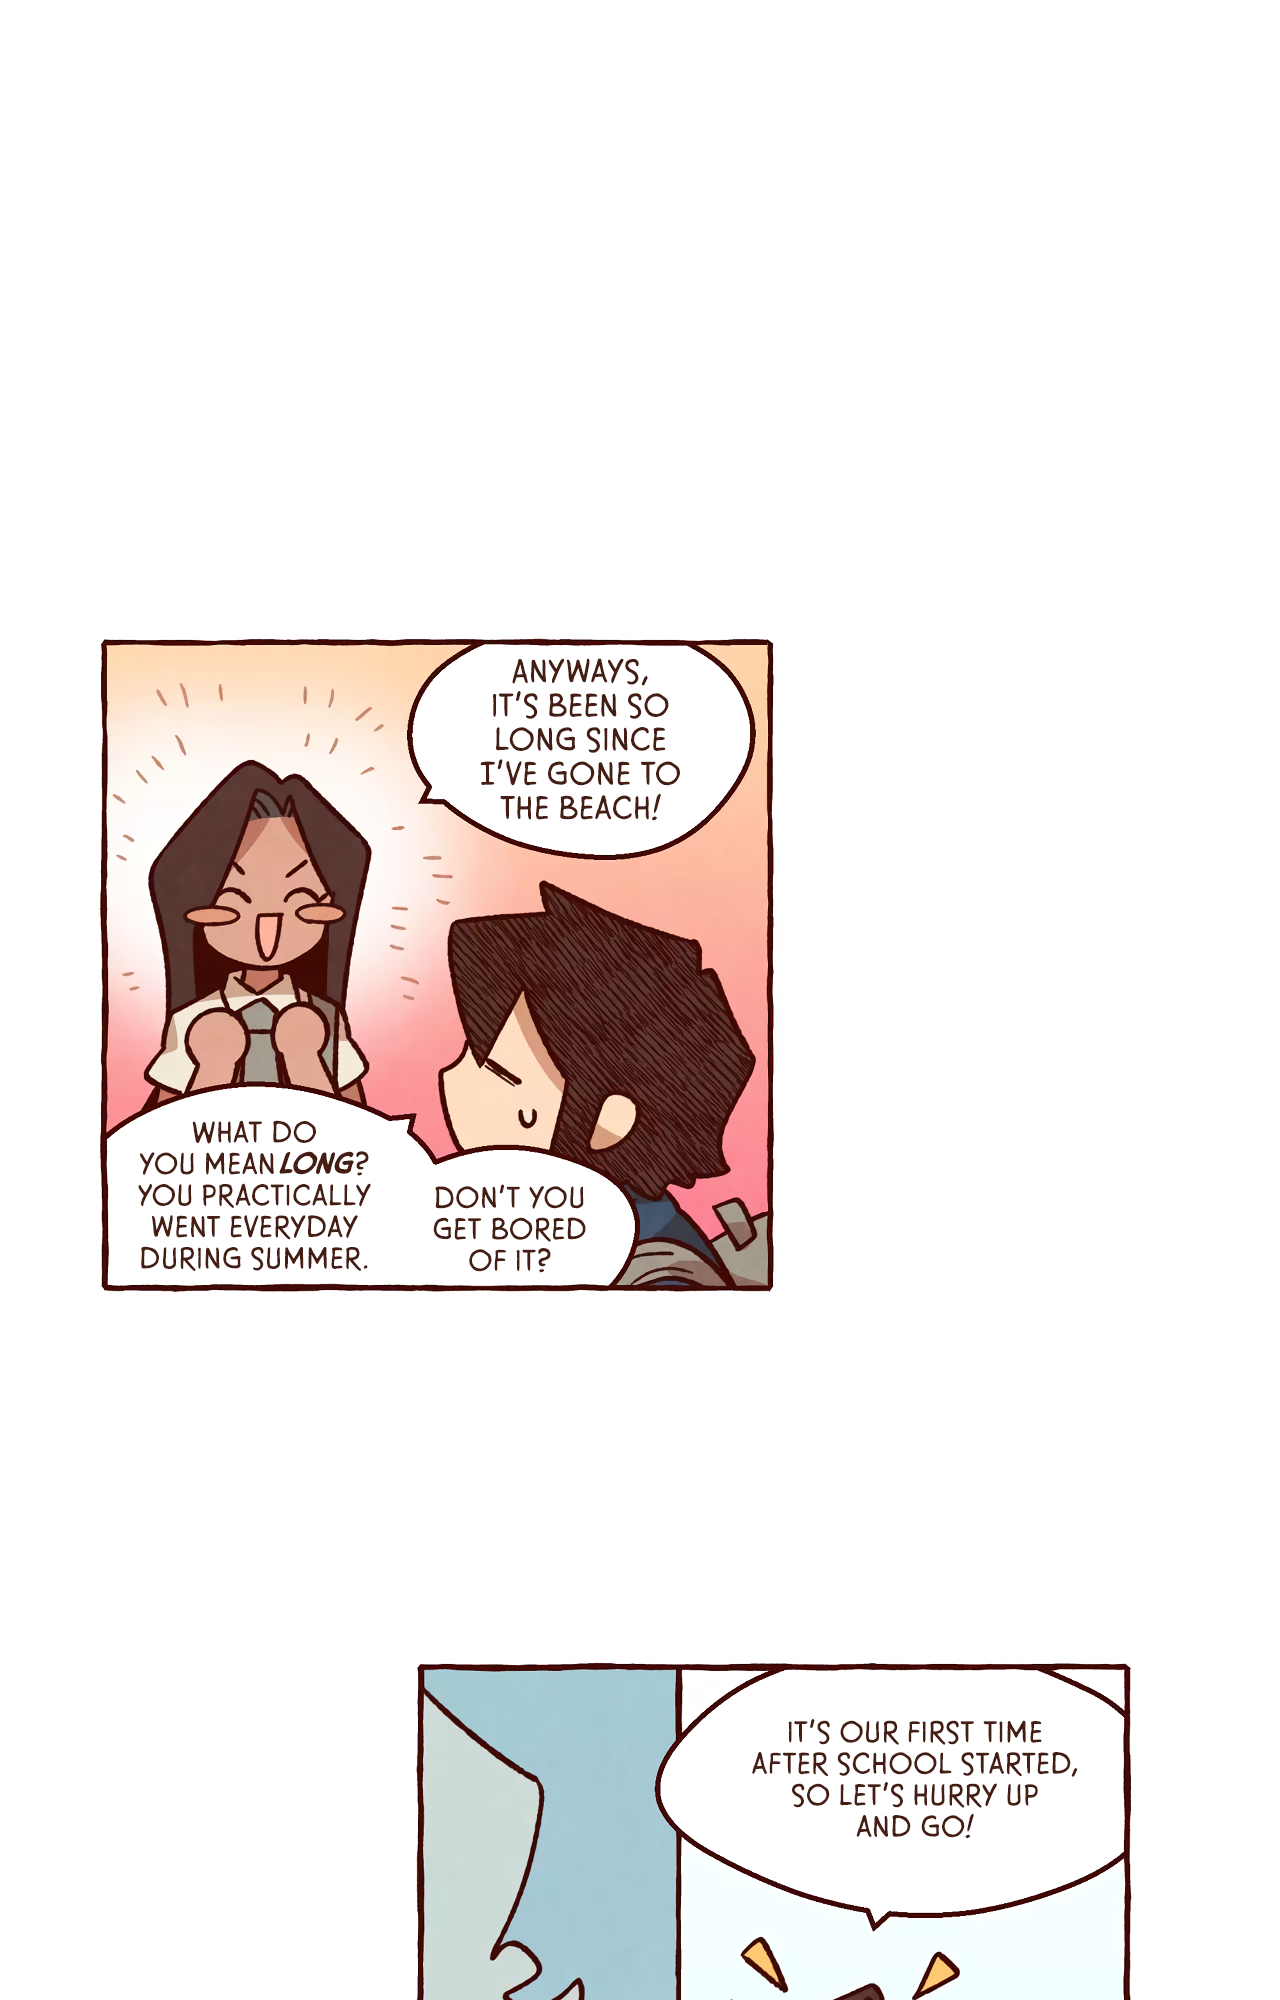 ANYWAYS,
IT'S BEEN SO
LONG SINCE
I'VE GONE TO
THE BEACH!
WHAT DO
YOU MEAN LONG?
YOU PRACTICALLY
WENT EVERYDAY
DURING SUMMER.
DON'T YOU
GET BORED
OF IT?
IT'S OUR FIRST TIME
AFTER SCHOOL STARTED,
SO LET'S HURRY UP
AND GO!